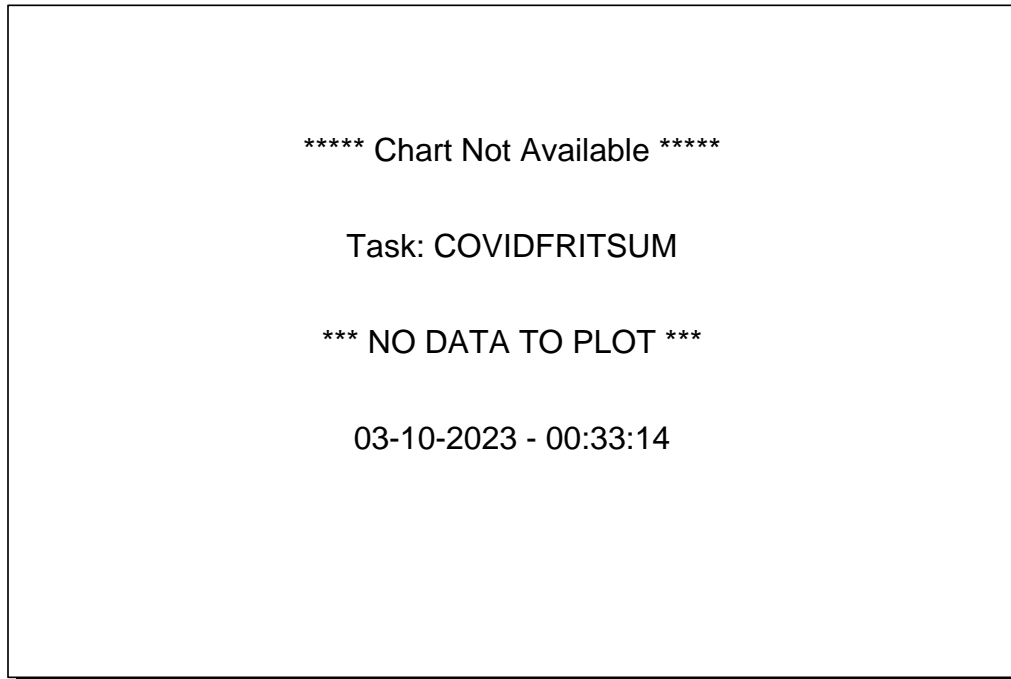 ***** Chart Not Available *****
Task: COVIDFRITSUM
*** NO DATA TO PLOT ***
03-10-2023 - 00:33:14